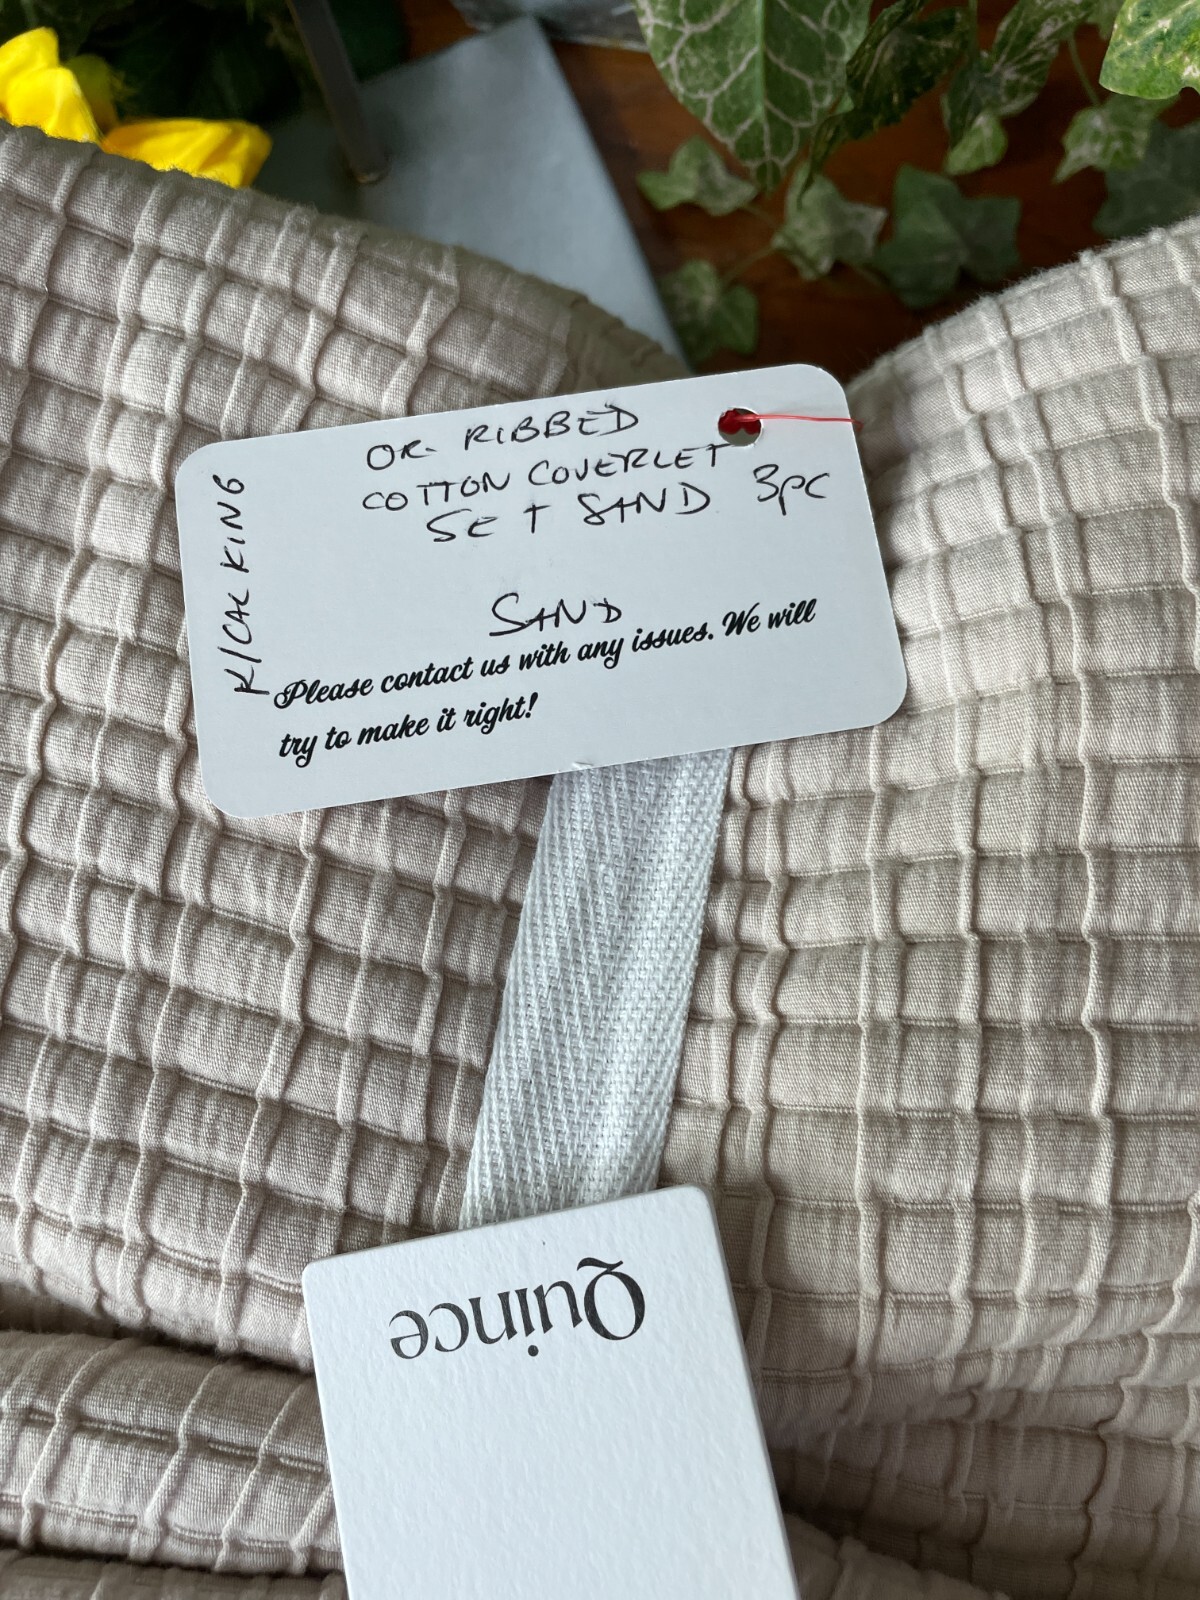 OR RIBBED
COTTON COVERLET
SET SAND 3pc
K/CAL KING
SAND
Please contact us with any issues. We will
try to make it right!
Quince